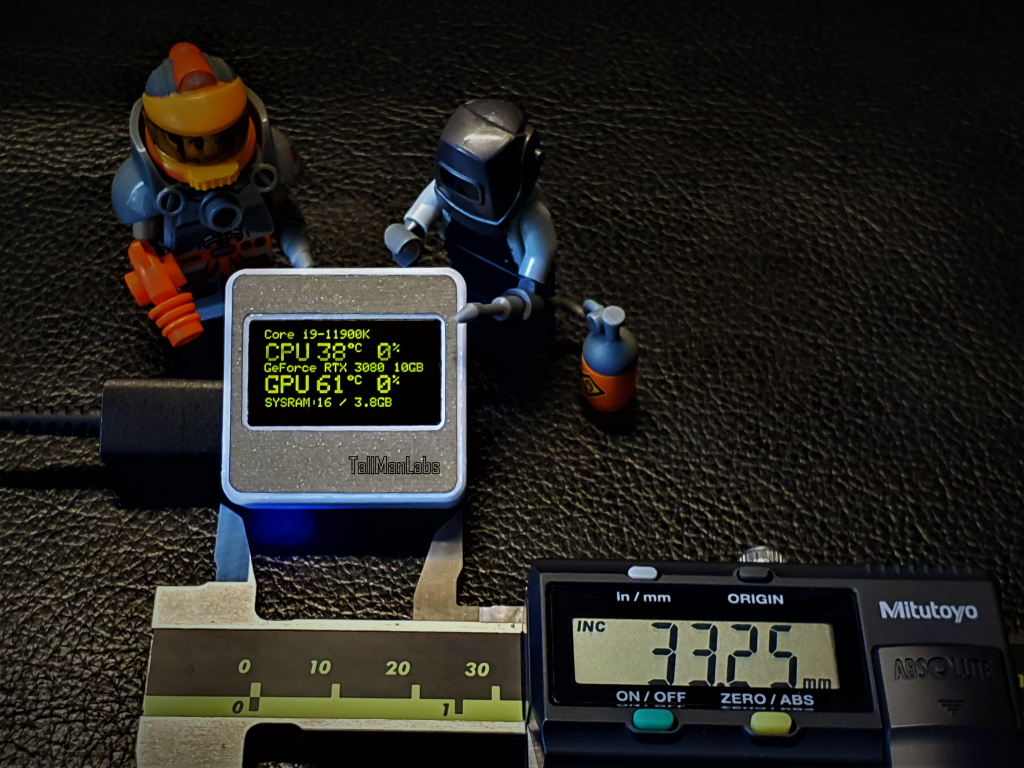 Core i9-11900K
CPU 38°C 0%
GeForce RTX 3080 10GB
GPU 61°C 0%
SYSRAM:16 / 3.8GB
TallManLabs
in / mm ORIGIN
Mitutoyo
INC 33.25 mm
ABSOLUTE
ON / OFF ZERO / ABS
0 10 20 30
0 1